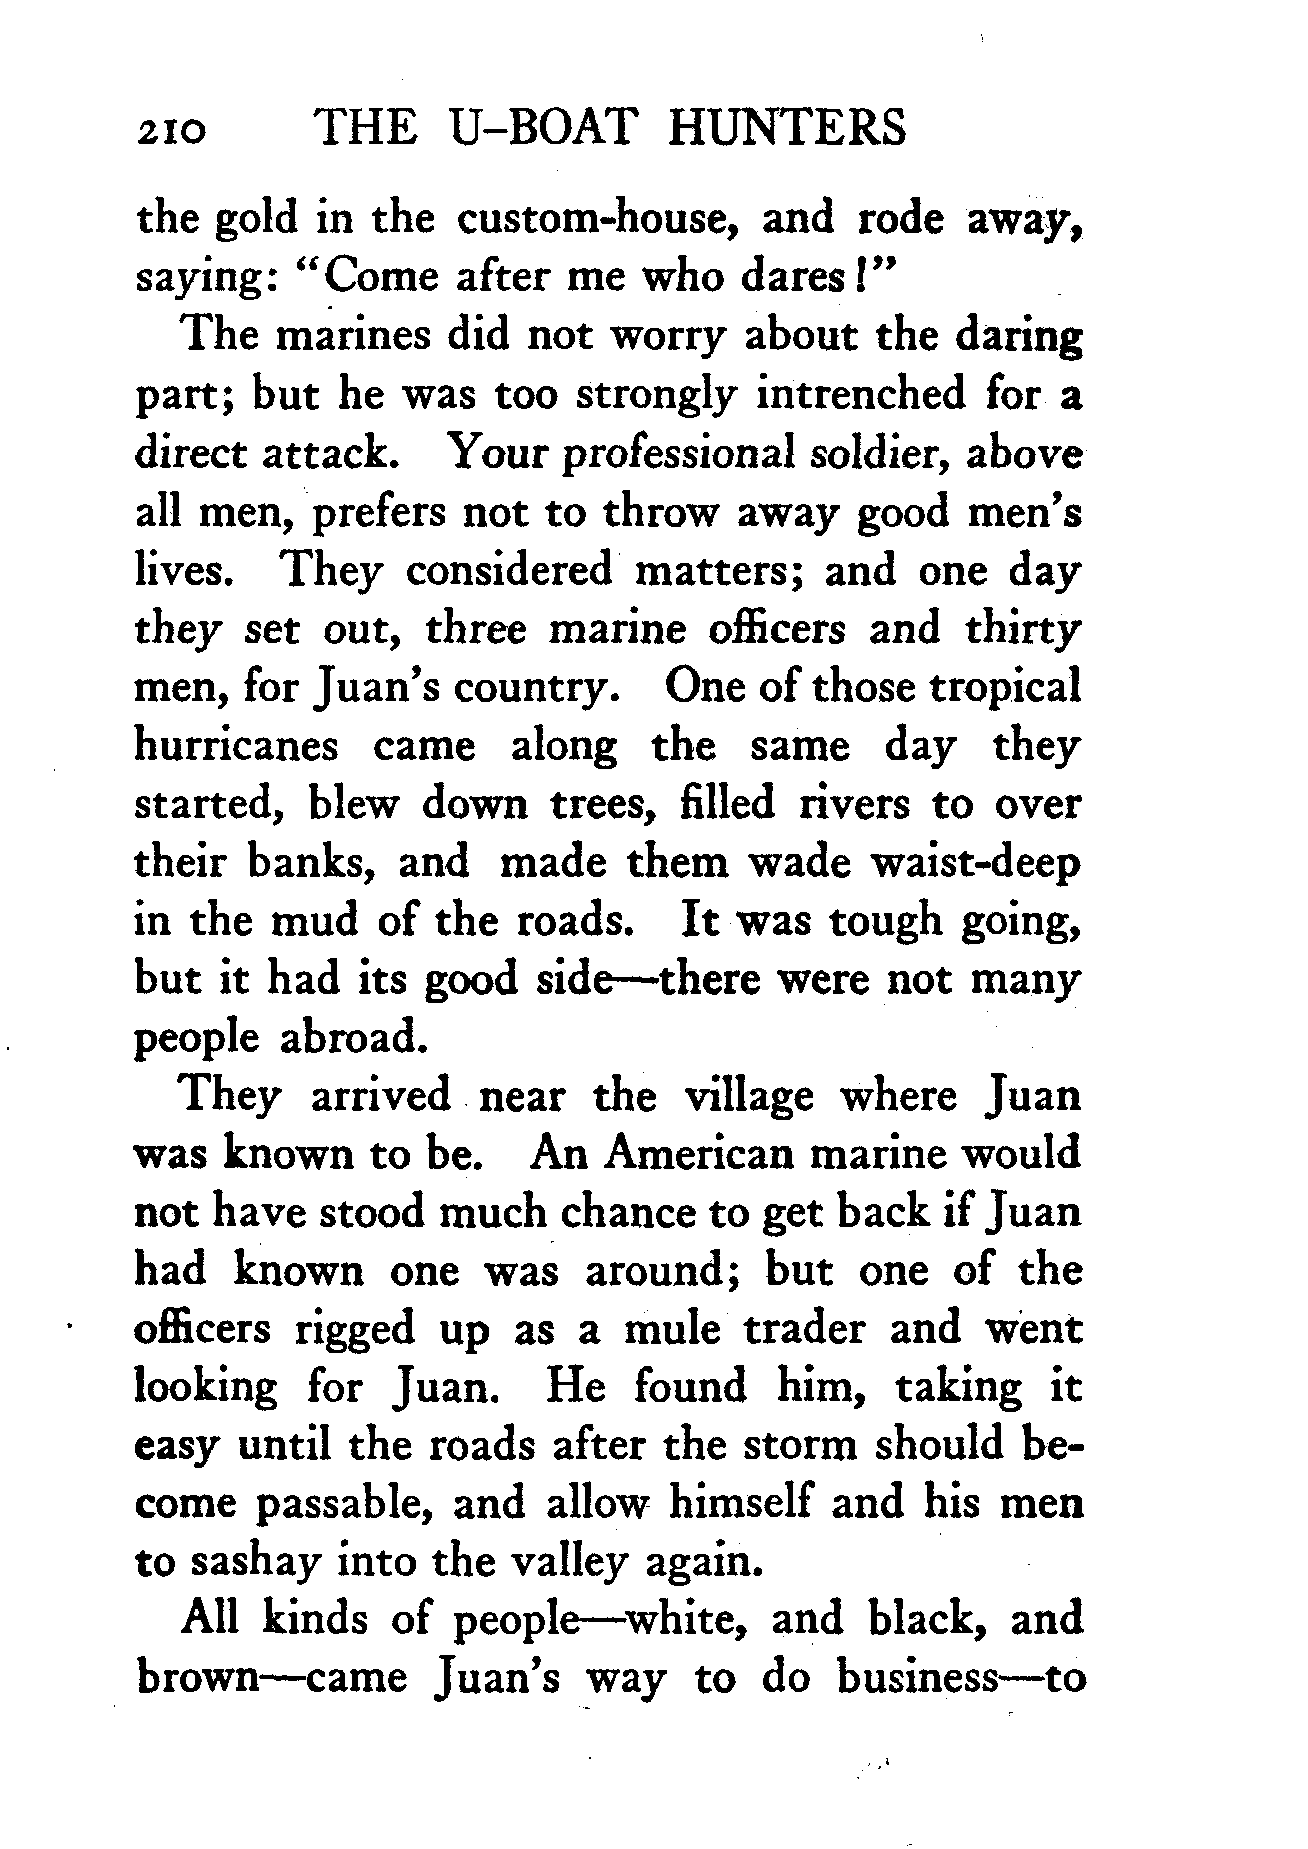 210 THE U-BOAT HUNTERS
the gold in the custom-house, and rode away,
saying: "Come after me who dares!"
The marines did not worry about the daring
part; but he was too strongly intrenched for a
direct attack. Your professional soldier, above
all men, prefers not to throw away good men's
lives. They considered matters; and one day
they set out, three marine officers and thirty
men, for Juan's country. One of those tropical
hurricanes came along the same day they
started, blew down trees, filled rivers to over
their banks, and made them wade waist-deep
in the mud of the roads. It was tough going,
but it had its good side—there were not many
people abroad.
They arrived near the village where Juan
was known to be. An American marine would
not have stood much chance to get back if Juan
had known one was around; but one of the
officers rigged up as a mule trader and went
looking for Juan. He found him, taking it
easy until the roads after the storm should be-
come passable, and allow himself and his men
to sashay into the valley again.
All kinds of people—white, and black, and
brown—came Juan's way to do business—to